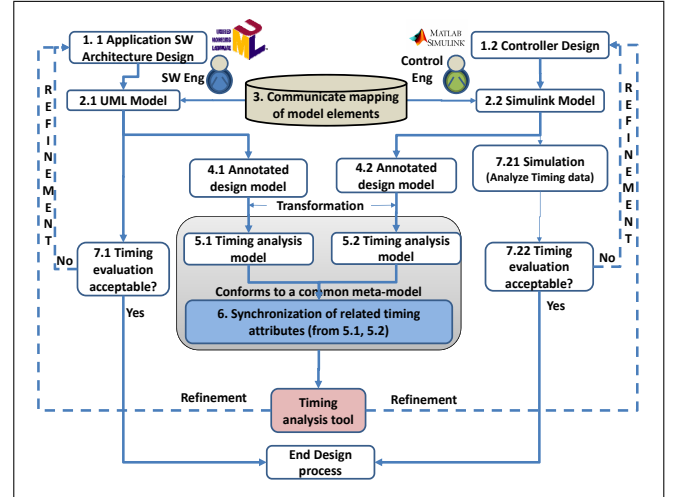 1. 1 Application SW
Architecture Design
UML
SW Eng
MATLAB
SIMULINK
Control
Eng
1.2 Controller Design
2.1 UML Model
3. Communicate mapping
of model elements
2.2 Simulink Model
REFINEMENT
REFINEMENT
4.1 Annotated
design model
4.2 Annotated
design model
7.21 Simulation
(Analyze Timing data)
Transformation
5.1 Timing analysis
model
5.2 Timing analysis
model
No
7.1 Timing
evaluation
acceptable?
7.22 Timing
evaluation
acceptable?
No
Conforms to a common meta-model
6. Synchronization of related timing
attributes (from 5.1, 5.2)
Yes
Yes
Refinement
Timing
analysis tool
Refinement
End Design
process